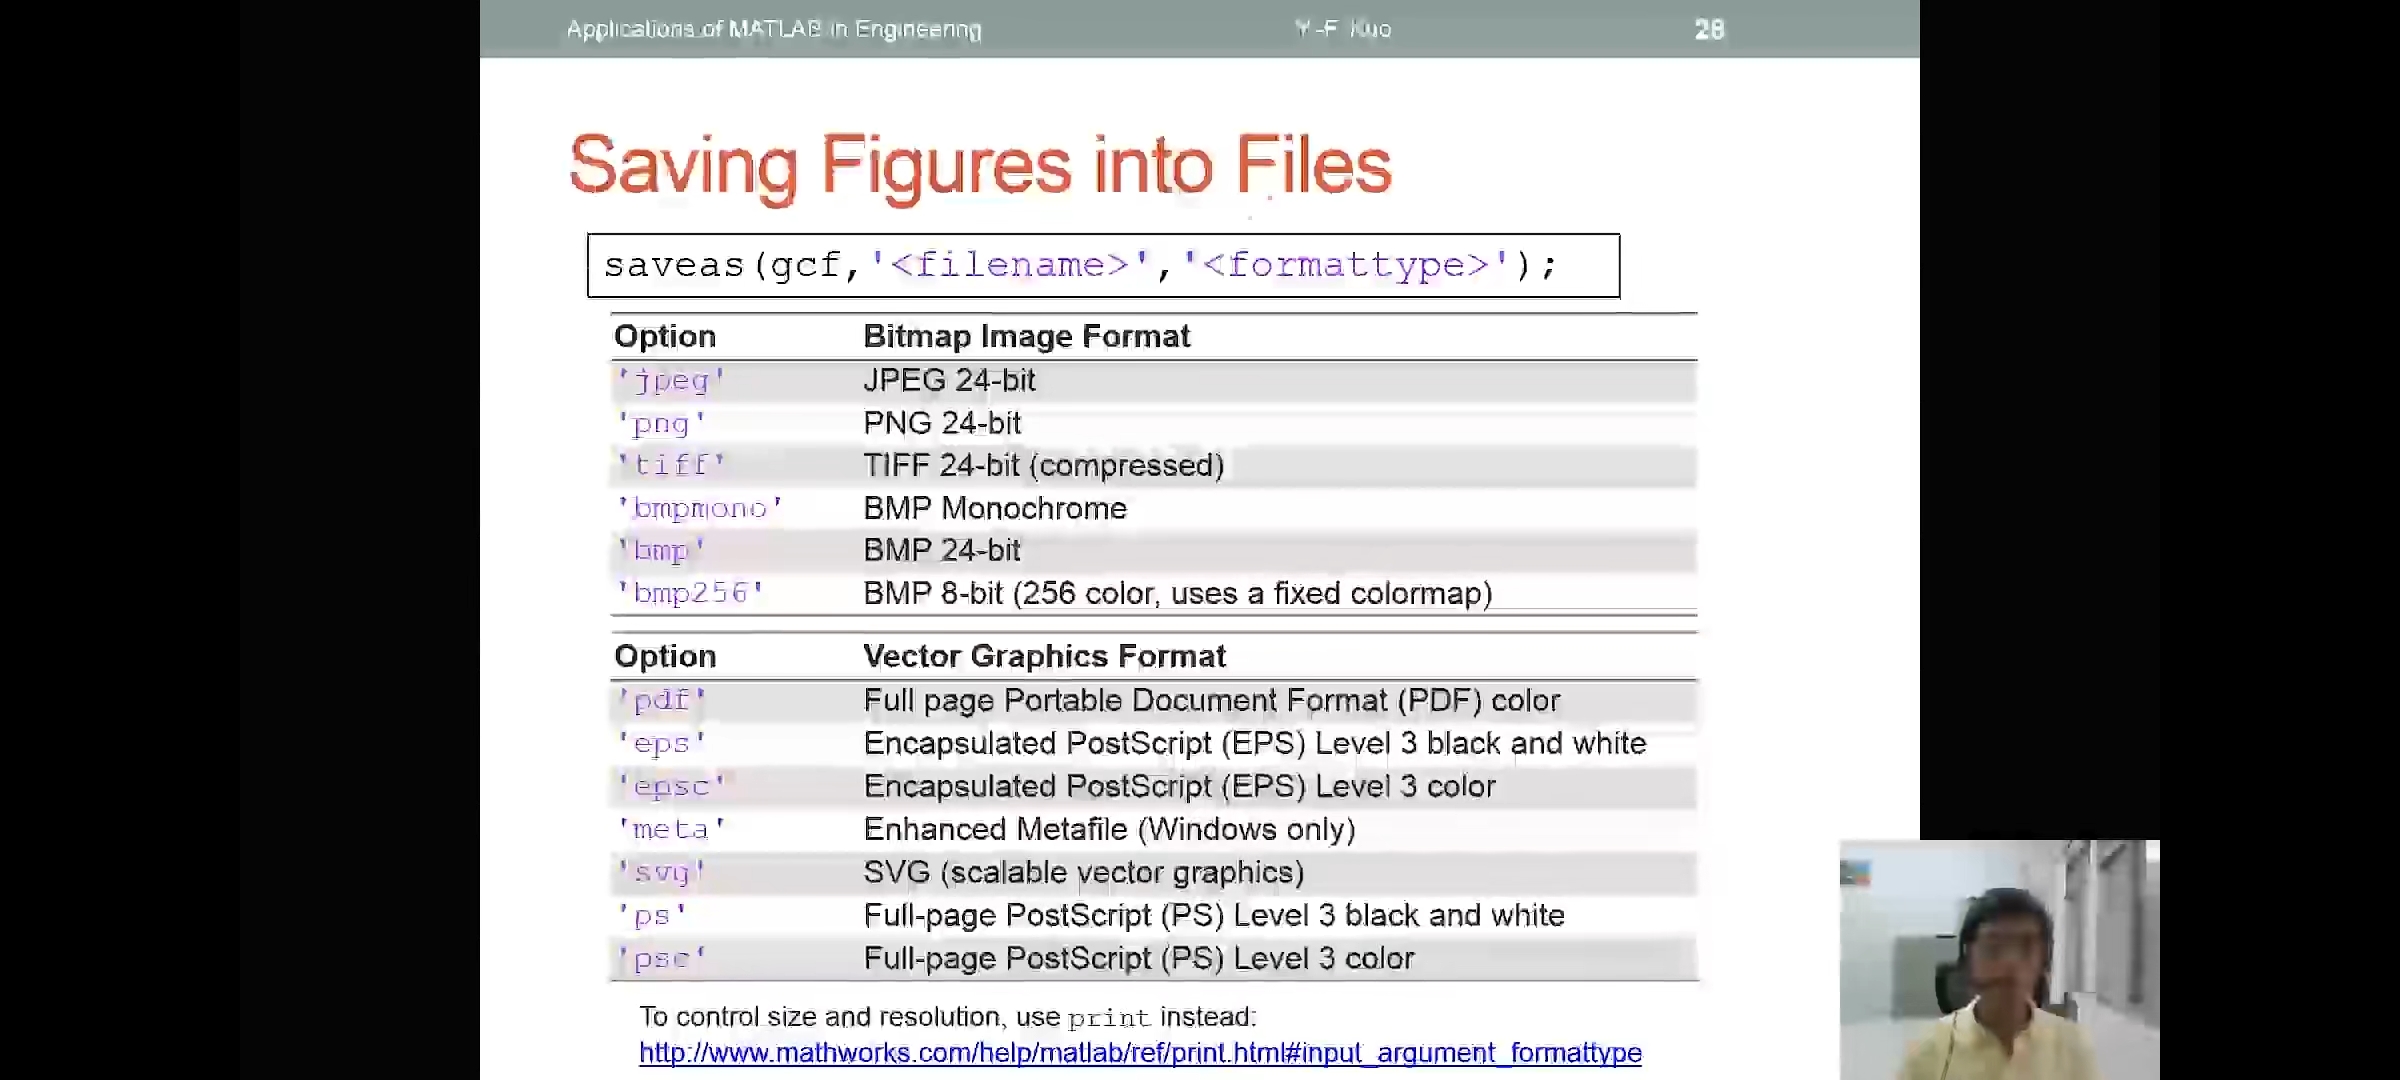 Applications of MATLAB in Engineering Y.-F. Kuo 28
Saving Figures into Files
saveas(gcf,'<filename>','<formattype>');
Option Bitmap Image Format
'jpeg' JPEG 24-bit
'png' PNG 24-bit
'tiff' TIFF 24-bit (compressed)
'bmpmono' BMP Monochrome
'bmp' BMP 24-bit
'bmp256' BMP 8-bit (256 color, uses a fixed colormap)
Option Vector Graphics Format
'pdf' Full page Portable Document Format (PDF) color
'eps' Encapsulated PostScript (EPS) Level 3 black and white
'epsc' Encapsulated PostScript (EPS) Level 3 color
'meta' Enhanced Metafile (Windows only)
'svg' SVG (scalable vector graphics)
'ps' Full-page PostScript (PS) Level 3 black and white
'psc' Full-page PostScript (PS) Level 3 color
To control size and resolution, use print instead:
http://www.mathworks.com/help/matlab/ref/print.html#input_argument_formattype